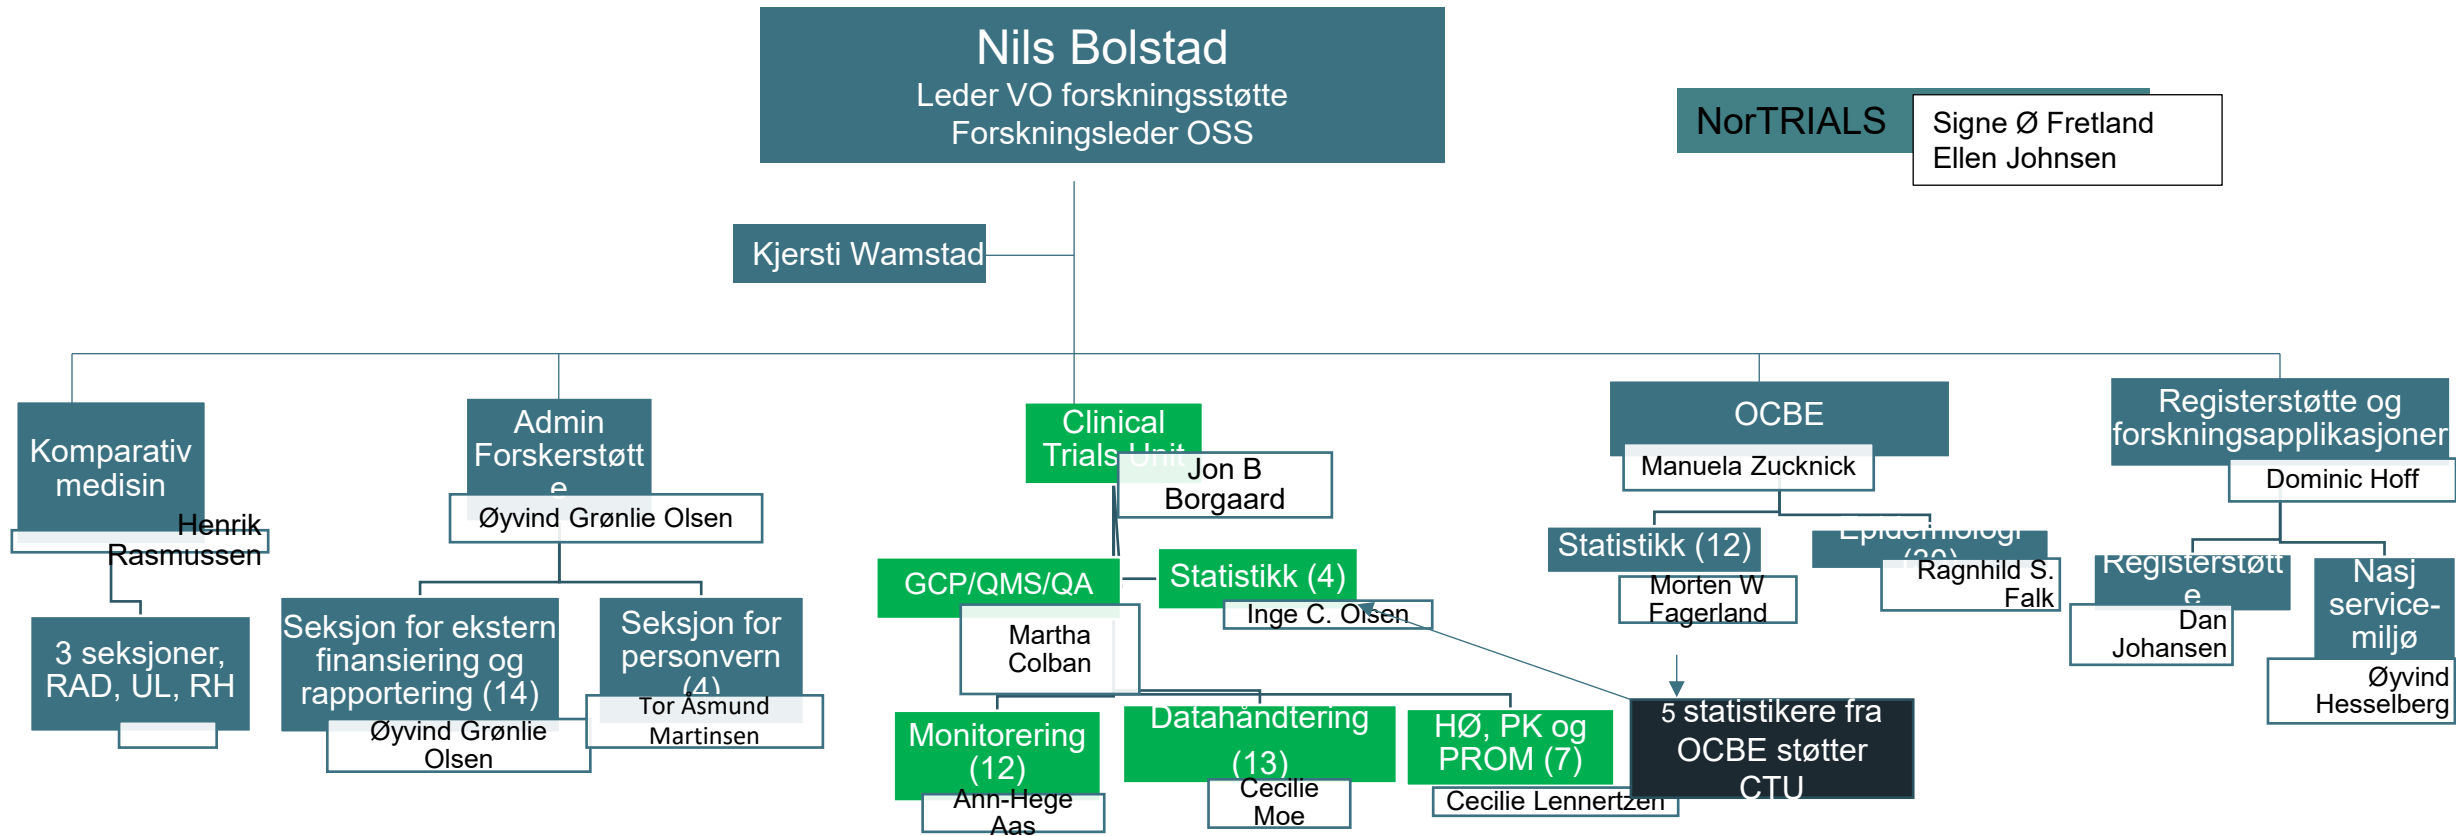 Nils Bolstad
Leder VO forskningsstøtte
Forskningsleder OSS
NorTRIALS
Signe Ø Fretland
Ellen Johnsen
Kjersti Wamstad
Komparativ
medisin
Henrik
Rasmussen
3 seksjoner,
RAD, UL, RH
Admin
Forskerstøtt
e
Øyvind Grønlie Olsen
Seksjon for ekstern
finansiering og
rapportering (14)
Øyvind Grønlie
Olsen
Seksjon for
personvern
(4)
Tor Åsmund
Martinsen
Clinical
Trials Unit
Jon B
Borgaard
GCP/QMS/QA
Martha
Colban
Statistikk (4)
Inge C. Olsen
Monitorering
(12)
Ann-Hege
Aas
Datahåndtering
(13)
Cecilie
Moe
HØ, PK og
PROM (7)
Cecilie Lennertzen
OCBE
Manuela Zucknick
Statistikk (12)
Morten W
Fagerland
Epidemiologi
Ragnhild S.
Falk
5 statistikere fra
OCBE støtter
CTU
Registerstøtte og
forskningsapplikasjoner
Dominic Hoff
Registerstøtt
e
Dan
Johansen
Nasj
service-
miljø
Øyvind
Hesselberg